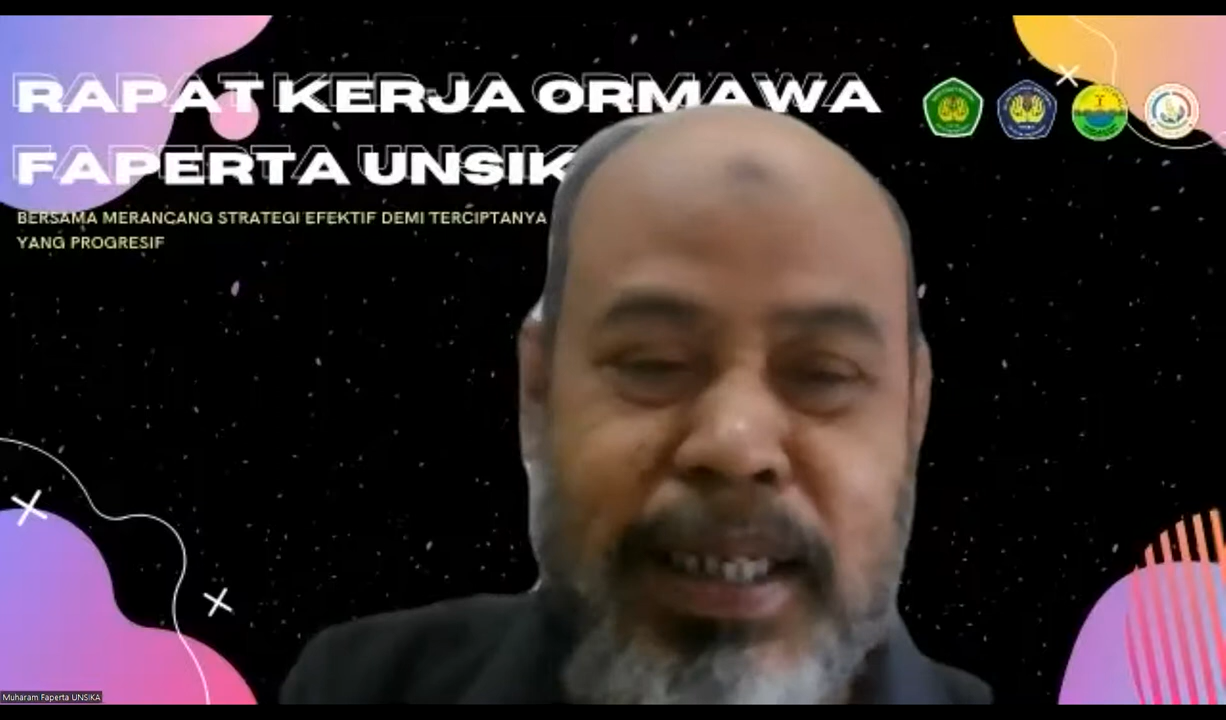 RAPAT KERJA ORMAWA
FAPERTA UNSIK
BERSAMA MERANCANG STRATEGI EFEKTIF DEMI TERCIPTANYA
YANG PROGRESIF
Muharam Faperta UNSIKA